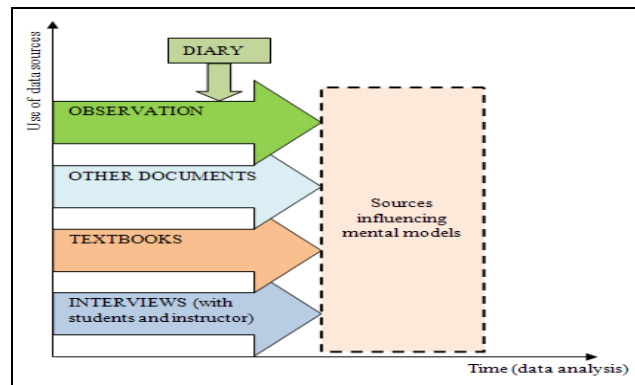 Use of data sources
DIARY
OBSERVATION
OTHER DOCUMENTS
TEXTBOOKS
INTERVIEWS (with
students and instructor)
Sources
influencing
mental models
Time (data analysis)